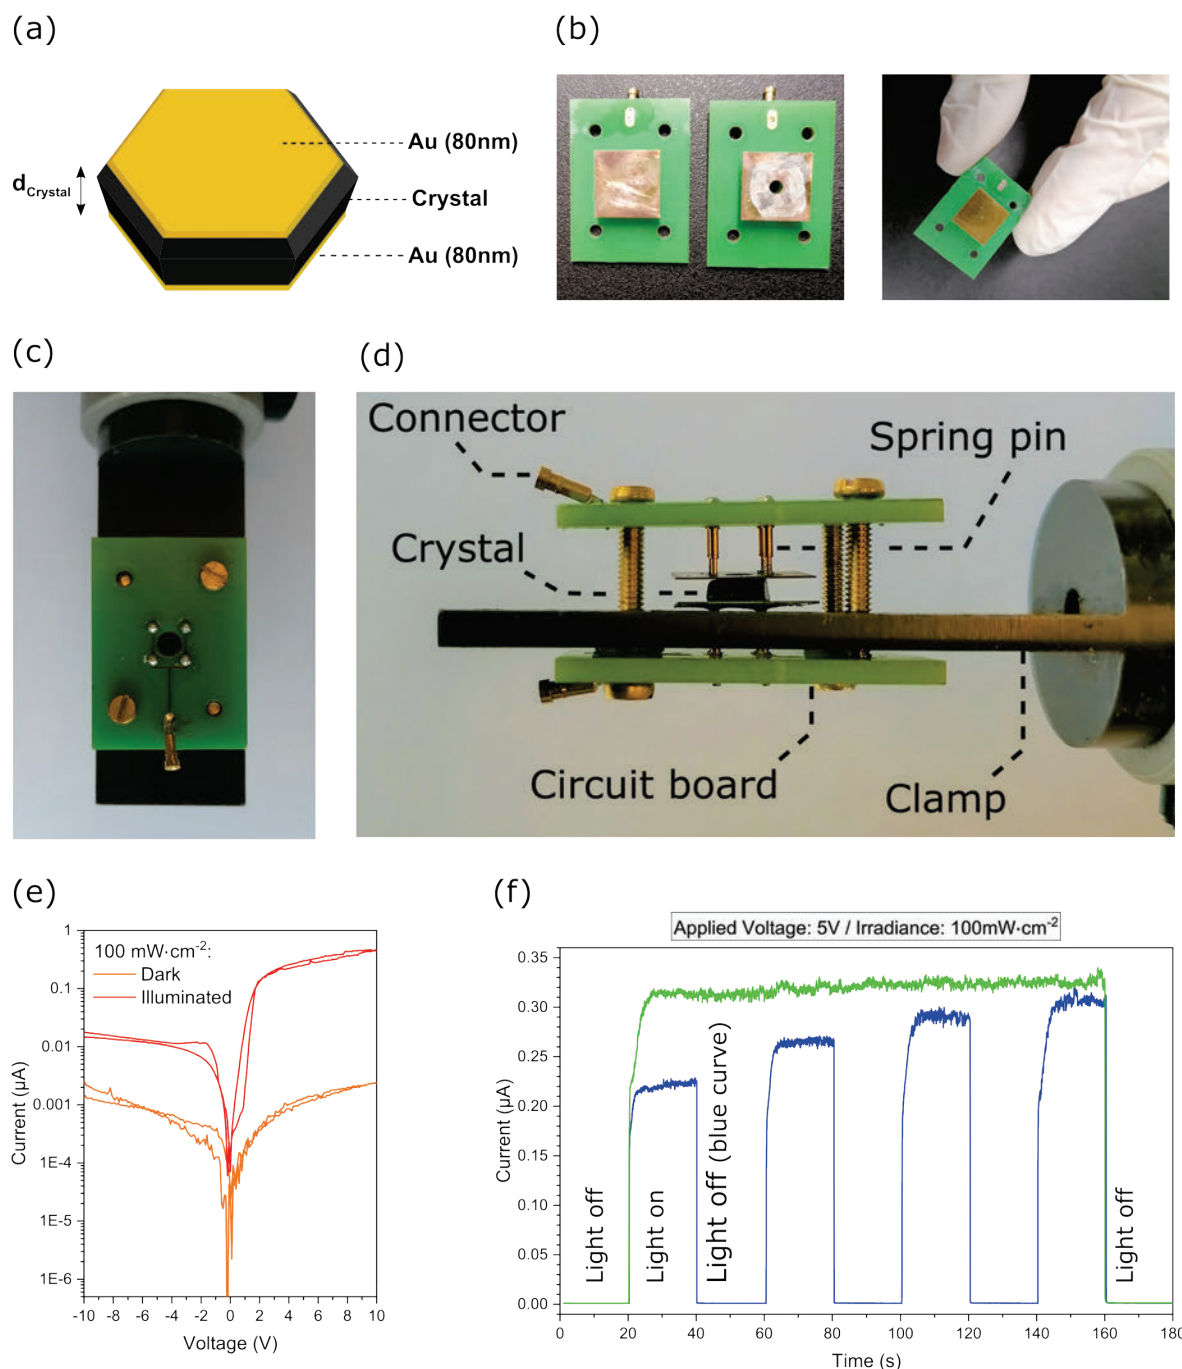 (a)
Au (80nm)
dCrystal
Crystal
Au (80nm)
(b)
(c)
(d)
Connector
Spring pin
Crystal
Circuit board
Clamp
(e)
100 mW·cm-2:
Dark
Illuminated
1
0.1
0.01
0.001
1E-4
1E-5
1E-6
Current (µA)
-10 -8 -6 -4 -2 0 2 4 6 8 10
Voltage (V)
(f)
Applied Voltage: 5V / Irradiance: 100mW·cm-2
0.35
0.30
0.25
0.20
0.15
0.10
0.05
0.00
Current (µA)
Light off
Light on
Light off (blue curve)
Light off
0 20 40 60 80 100 120 140 160 180
Time (s)